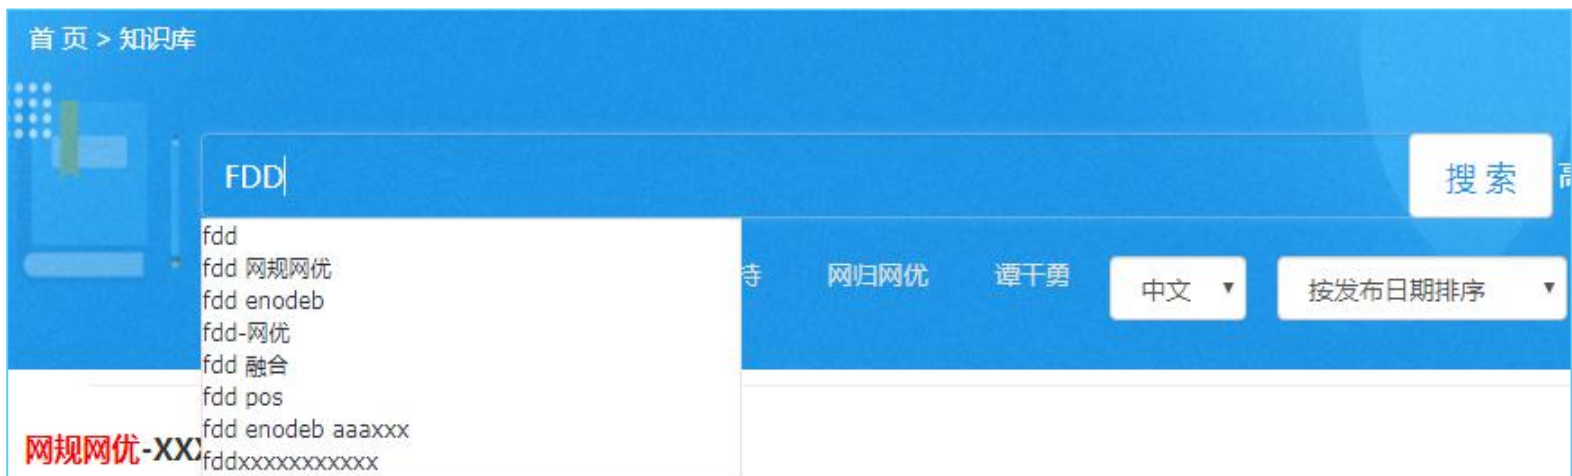 首 页 > 知识库
FDD
搜 索
fdd
fdd 网规网优
fdd enodeb
fdd-网优
fdd 融合
fdd pos
fdd enodeb aaaxxx
fddxxxxxxxxxxx
网归网优 谭干勇 中文 按发布日期排序
网规网优-XX